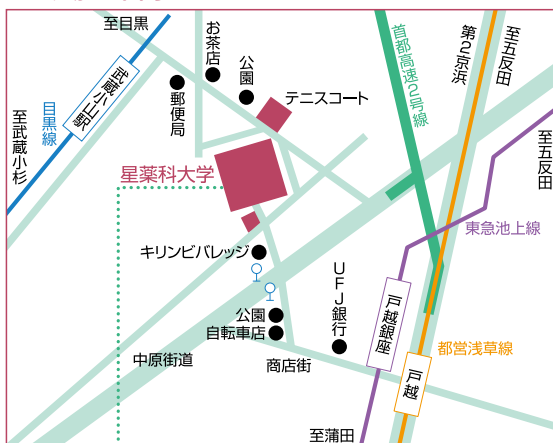 至目黒
お茶店
公園
郵便局
テニスコート
武蔵小山駅
目黒線
至武蔵小杉
首都高速2号線
第2京浜
至五反田
至五反田
星薬科大学
東急池上線
キリンビバレッジ
UFJ銀行
公園
自転車店
戸越銀座
都営浅草線
中原街道
商店街
戸越
至蒲田